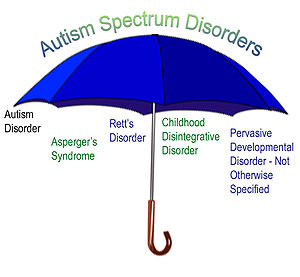 Autism Spectrum Disorders
Autism
Disorder
Asperger's
Syndrome
Rett's
Disorder
Childhood
Disintegrative
Disorder
Pervasive
Developmental
Disorder - Not
Otherwise
Specified